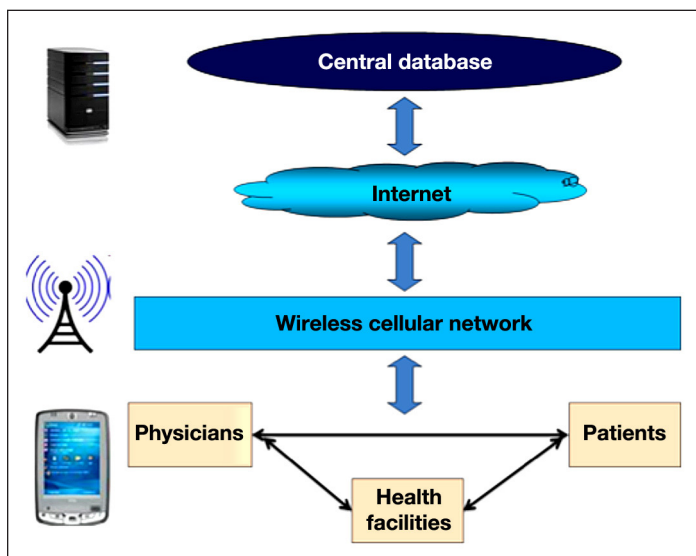 Central database
Internet
Wireless cellular network
Physicians
Patients
Health
facilities